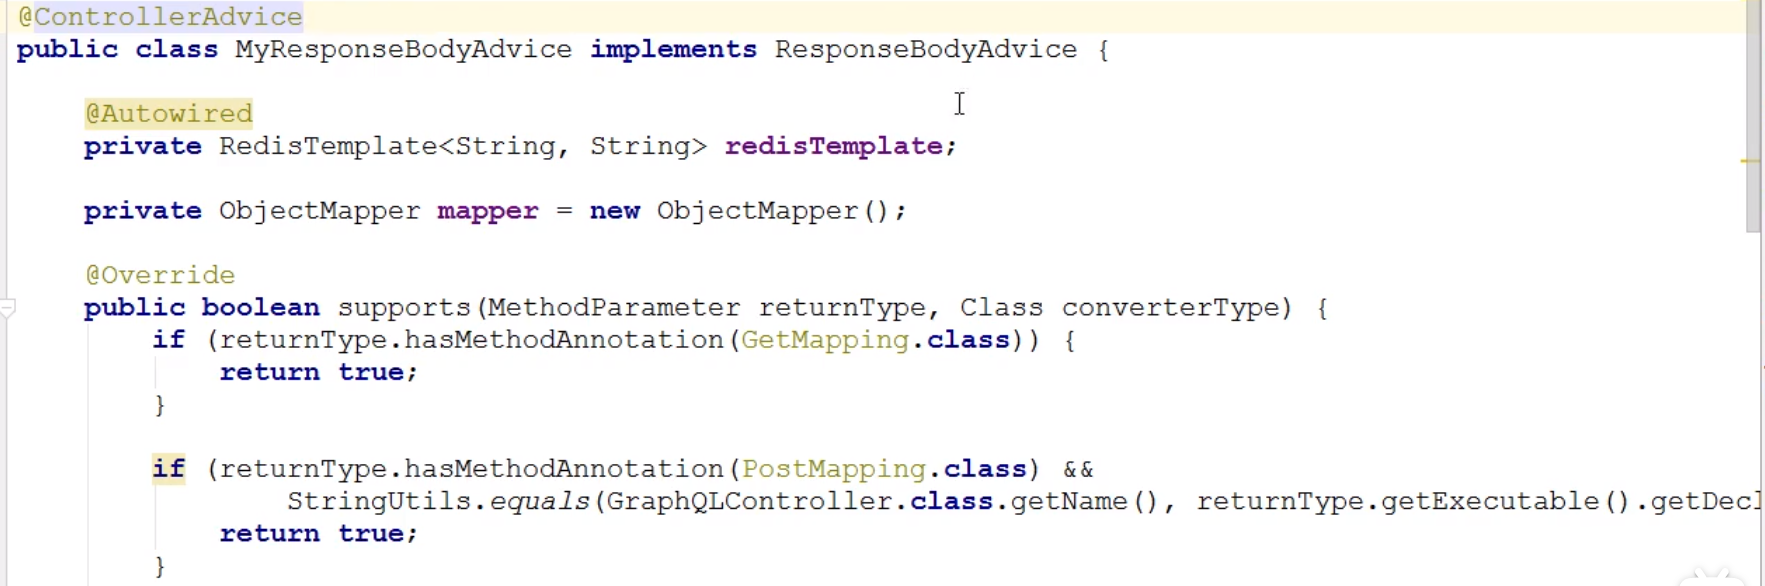 @ControllerAdvice
public class MyResponseBodyAdvice implements ResponseBodyAdvice {
@Autowired
private RedisTemplate<String, String> redisTemplate;
private ObjectMapper mapper = new ObjectMapper();
@Override
public boolean supports(MethodParameter returnType, Class converterType) {
if (returnType.hasMethodAnnotation(GetMapping.class)) {
return true;
}
if (returnType.hasMethodAnnotation(PostMapping.class) &&
StringUtils.equals(GraphQLController.class.getName(), returnType.getExecutable().getDecl
return true;
}